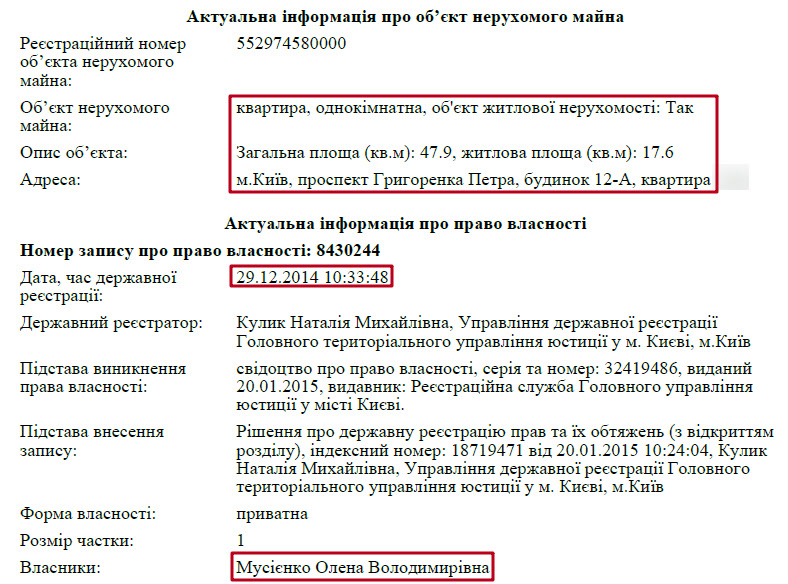 Актуальна інформація про об’єкт нерухомого майна
Реєстраційний номер об’єкта нерухомого майна: 552974580000
Об’єкт нерухомого майна: квартира, однокімнатна, об'єкт житлової нерухомості: Так
Опис об’єкта: Загальна площа (кв.м): 47.9, житлова площа (кв.м): 17.6
Адреса: м.Київ, проспект Григоренка Петра, будинок 12-А, квартира
Актуальна інформація про право власності
Номер запису про право власності: 8430244
Дата, час державної реєстрації: 29.12.2014 10:33:48
Державний реєстратор: Кулик Наталія Михайлівна, Управління державної реєстрації
Головного територіального управління юстиції у м. Києві, м.Київ
Підстава виникнення права власності: свідоцтво про право власності, серія та номер: 32419486, виданий
20.01.2015, видавник: Реєстраційна служба Головного управління
юстиції у місті Києві.
Підстава внесення запису: Рішення про державну реєстрацію прав та їх обтяжень (з відкриттям
розділу), індексний номер: 18719471 від 20.01.2015 10:24:04, Кулик
Наталія Михайлівна, Управління державної реєстрації Головного
територіального управління юстиції у м. Києві, м.Київ
Форма власності: приватна
Розмір частки: 1
Власники: Мусієнко Олена Володимирівна